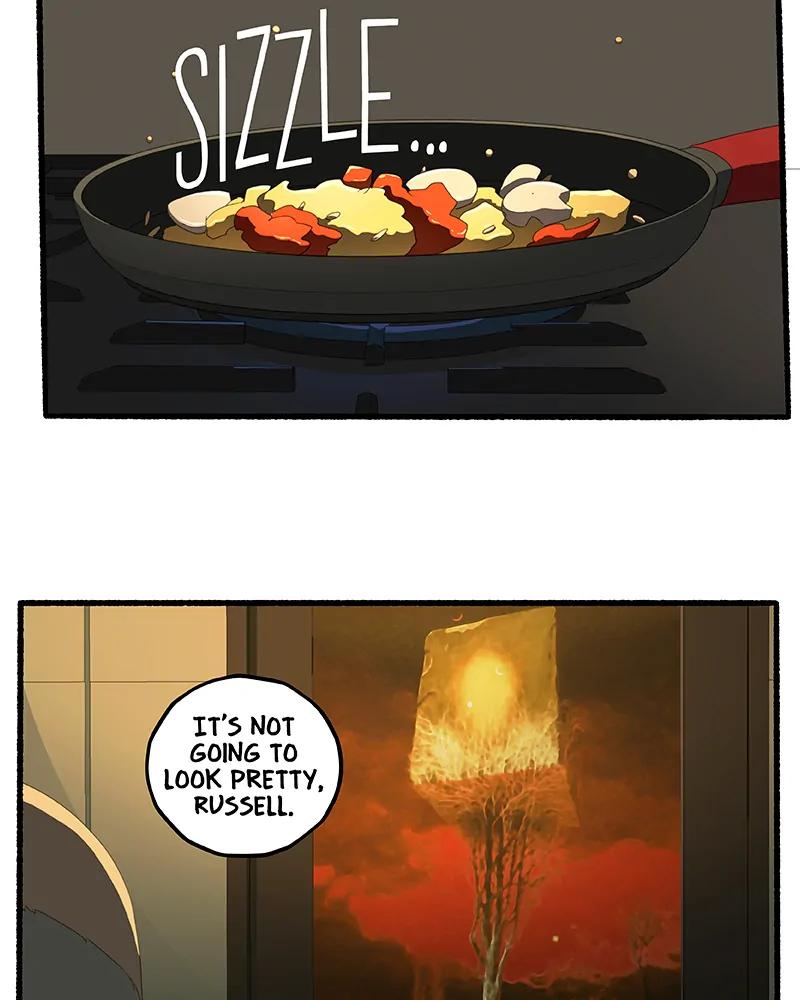 SIZZLE...
IT'S NOT
GOING TO
LOOK PRETTY,
RUSSELL.